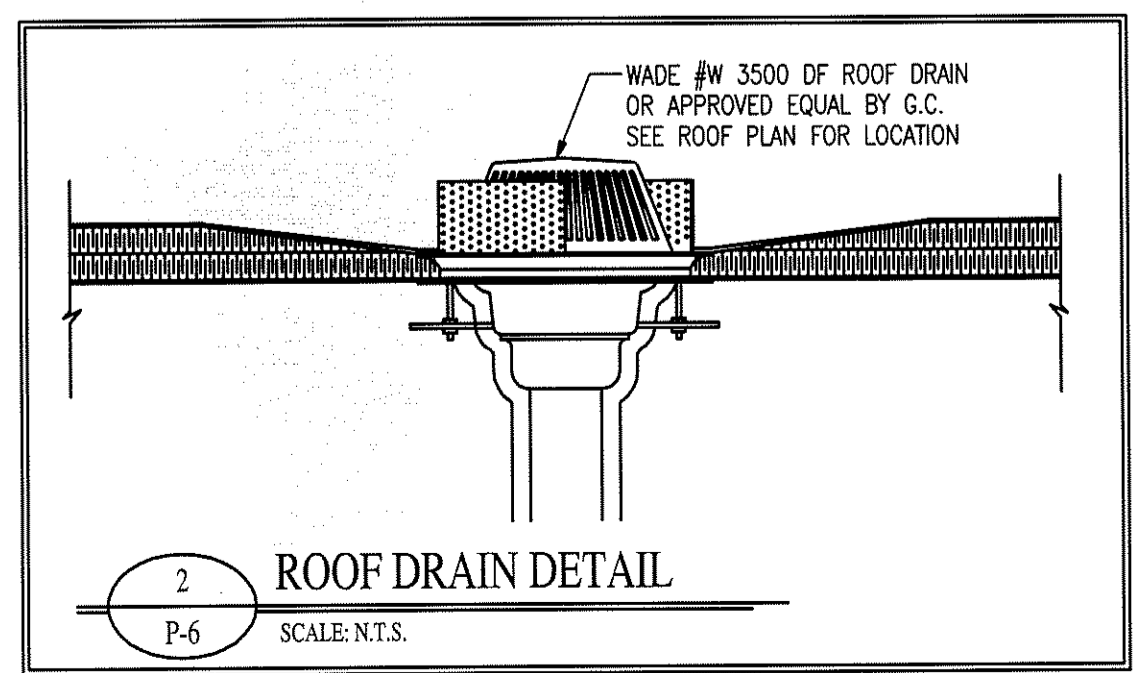 WADE #W 3500 DF ROOF DRAIN
OR APPROVED EQUAL BY G.C.
SEE ROOF PLAN FOR LOCATION
2
P-6
ROOF DRAIN DETAIL
SCALE: N.T.S.